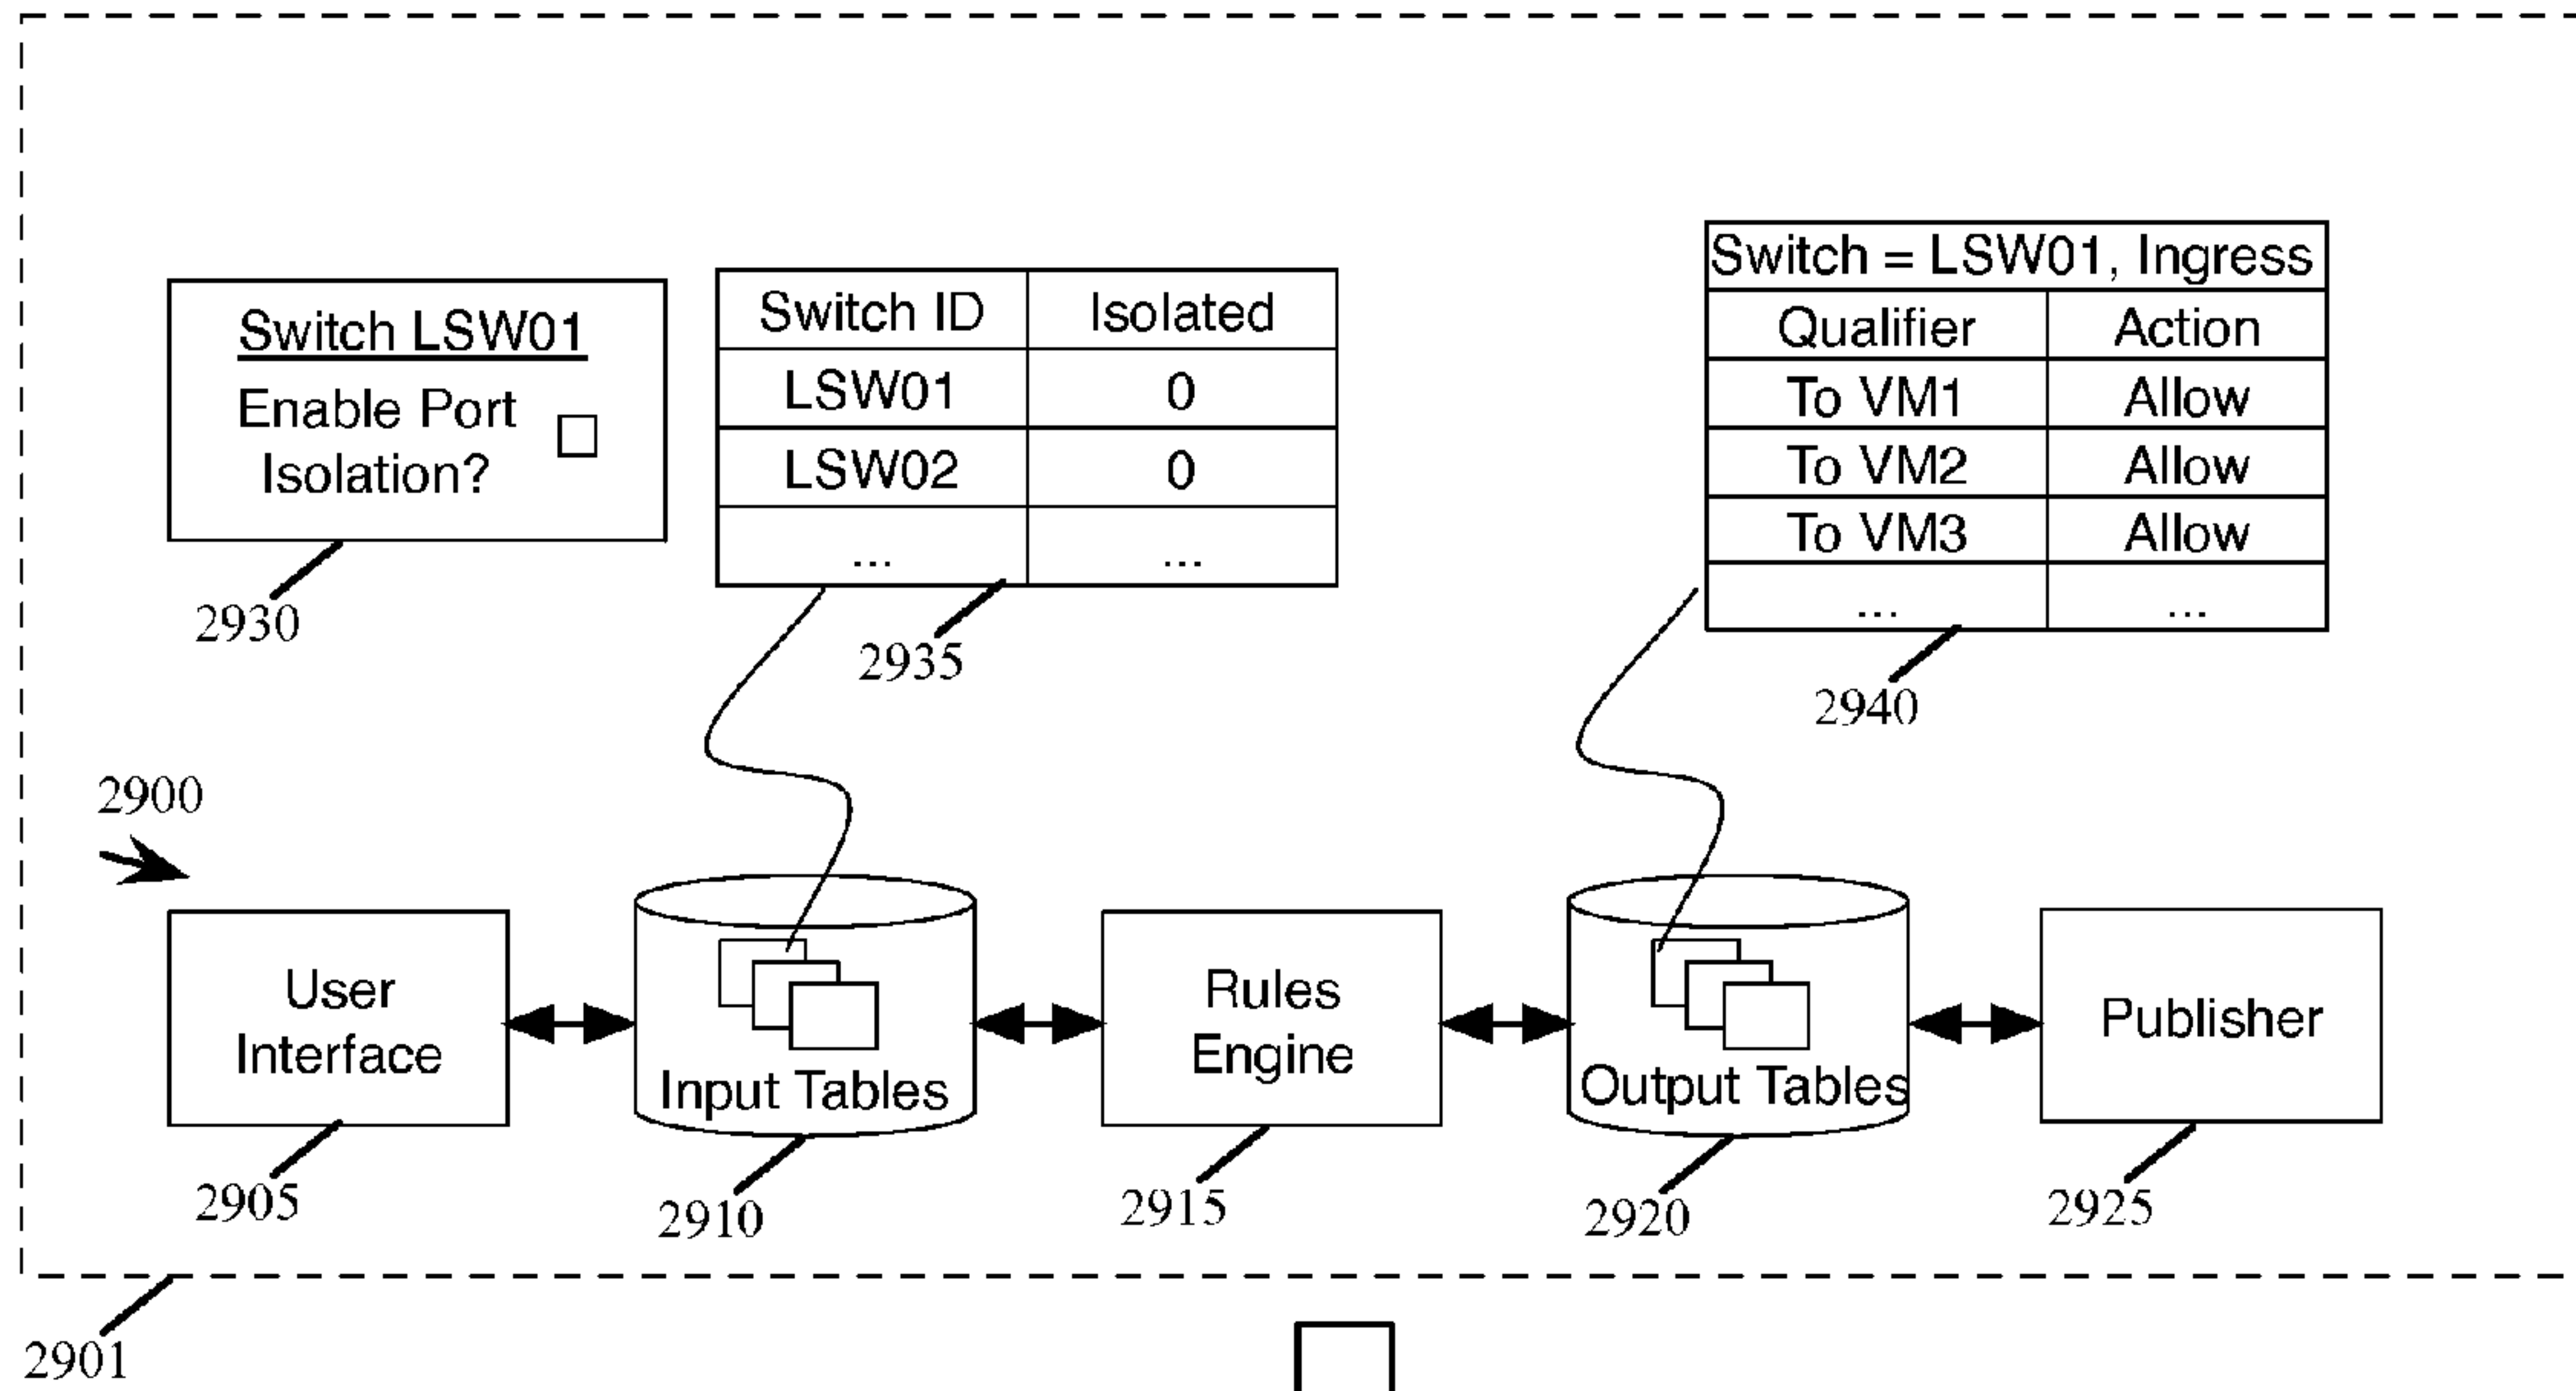 Switch LSW01
Enable Port
Isolation?
2930
Switch ID Isolated
LSW01 0
LSW02 0
... ...
2935
Switch = LSW01, Ingress
Qualifier Action
To VM1 Allow
To VM2 Allow
To VM3 Allow
... ...
2940
2900
User
Interface
2905
Input Tables
2910
Rules
Engine
2915
Output Tables
2920
Publisher
2925
2901